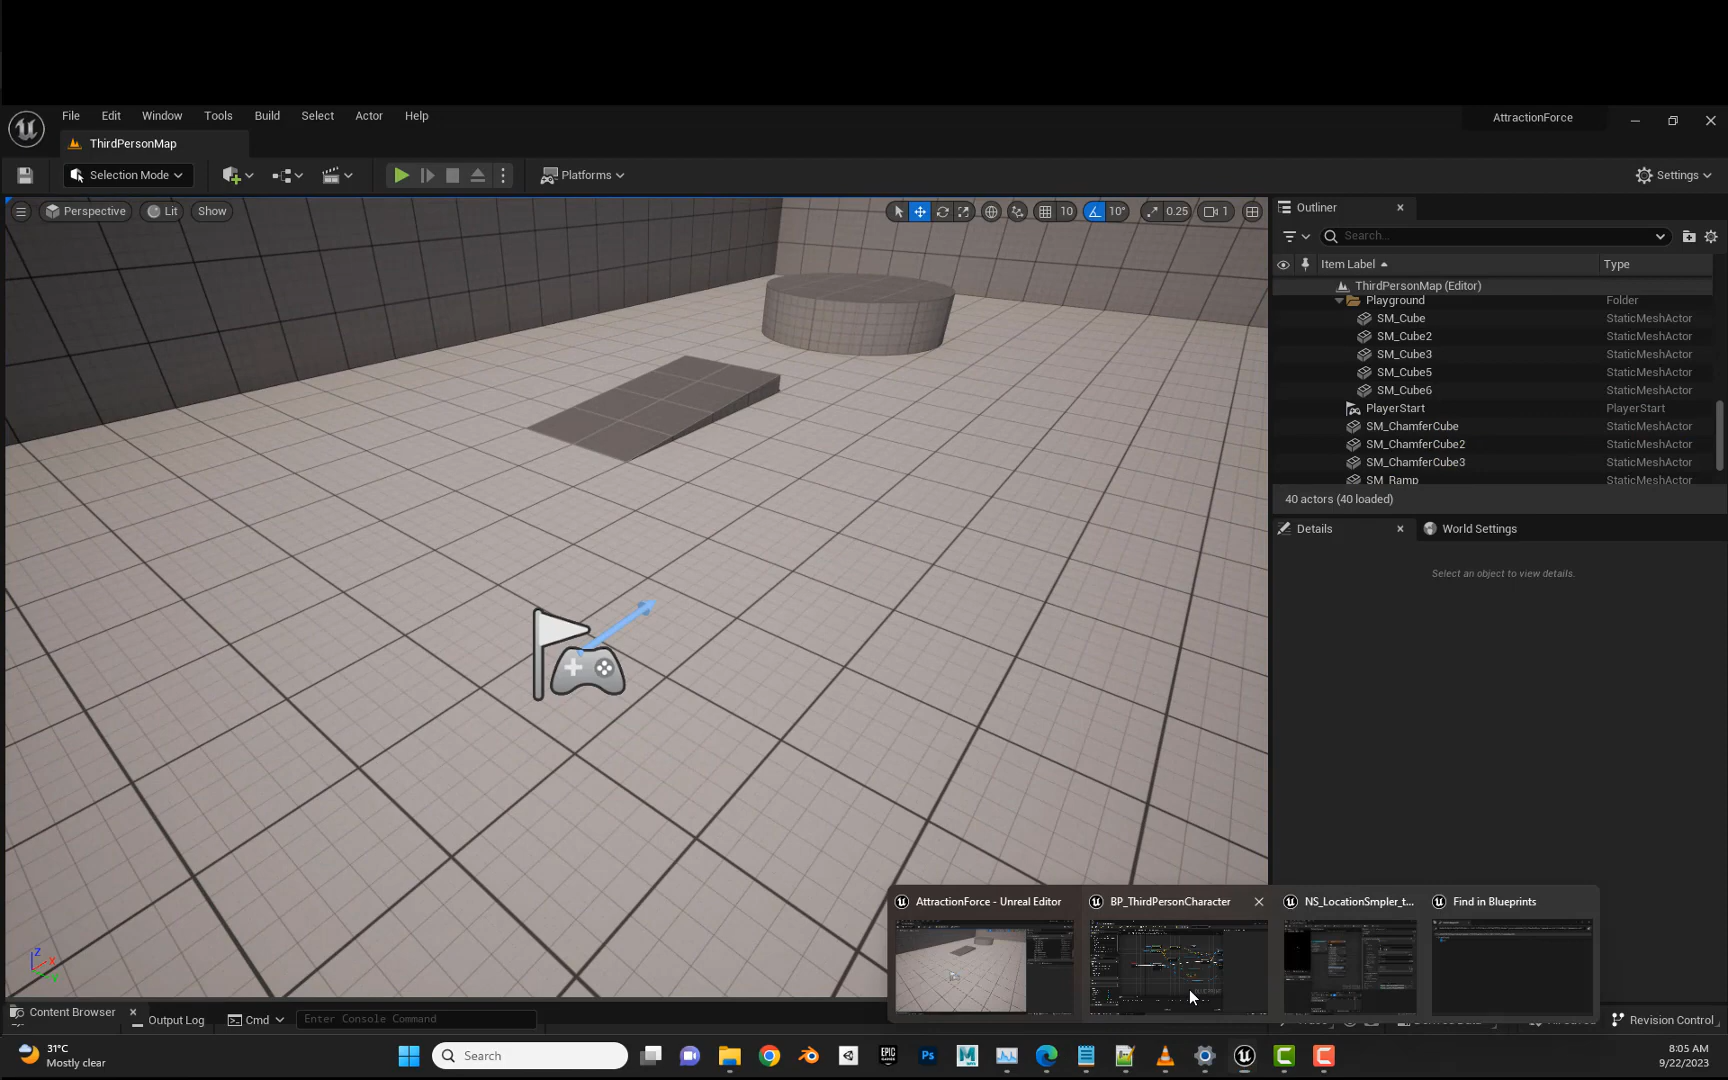 File Edit Window Tools Build Select Actor Help
AttractionForce
ThirdPersonMap
Selection Mode
Platforms
Settings
Perspective
Lit
Show
10
10°
0.25
1
Outliner
Search...
Item Label
Type
ThirdPersonMap (Editor)
Playground Folder
SM_Cube StaticMeshActor
SM_Cube2 StaticMeshActor
SM_Cube3 StaticMeshActor
SM_Cube5 StaticMeshActor
SM_Cube6 StaticMeshActor
PlayerStart PlayerStart
SM_ChamferCube StaticMeshActor
SM_ChamferCube2 StaticMeshActor
SM_ChamferCube3 StaticMeshActor
SM_Ramp StaticMeshActor
40 actors (40 loaded)
Details
World Settings
Select an object to view details.
AttractionForce - Unreal Editor
BP_ThirdPersonCharacter
NS_LocationSmpler_t...
Find in Blueprints
Z
X
Y
Content Browser
Output Log
Cmd
Enter Console Command
Revision Control
31°C
Mostly clear
Search
EPIC GAMES
Ps
M
8:05 AM
9/22/2023